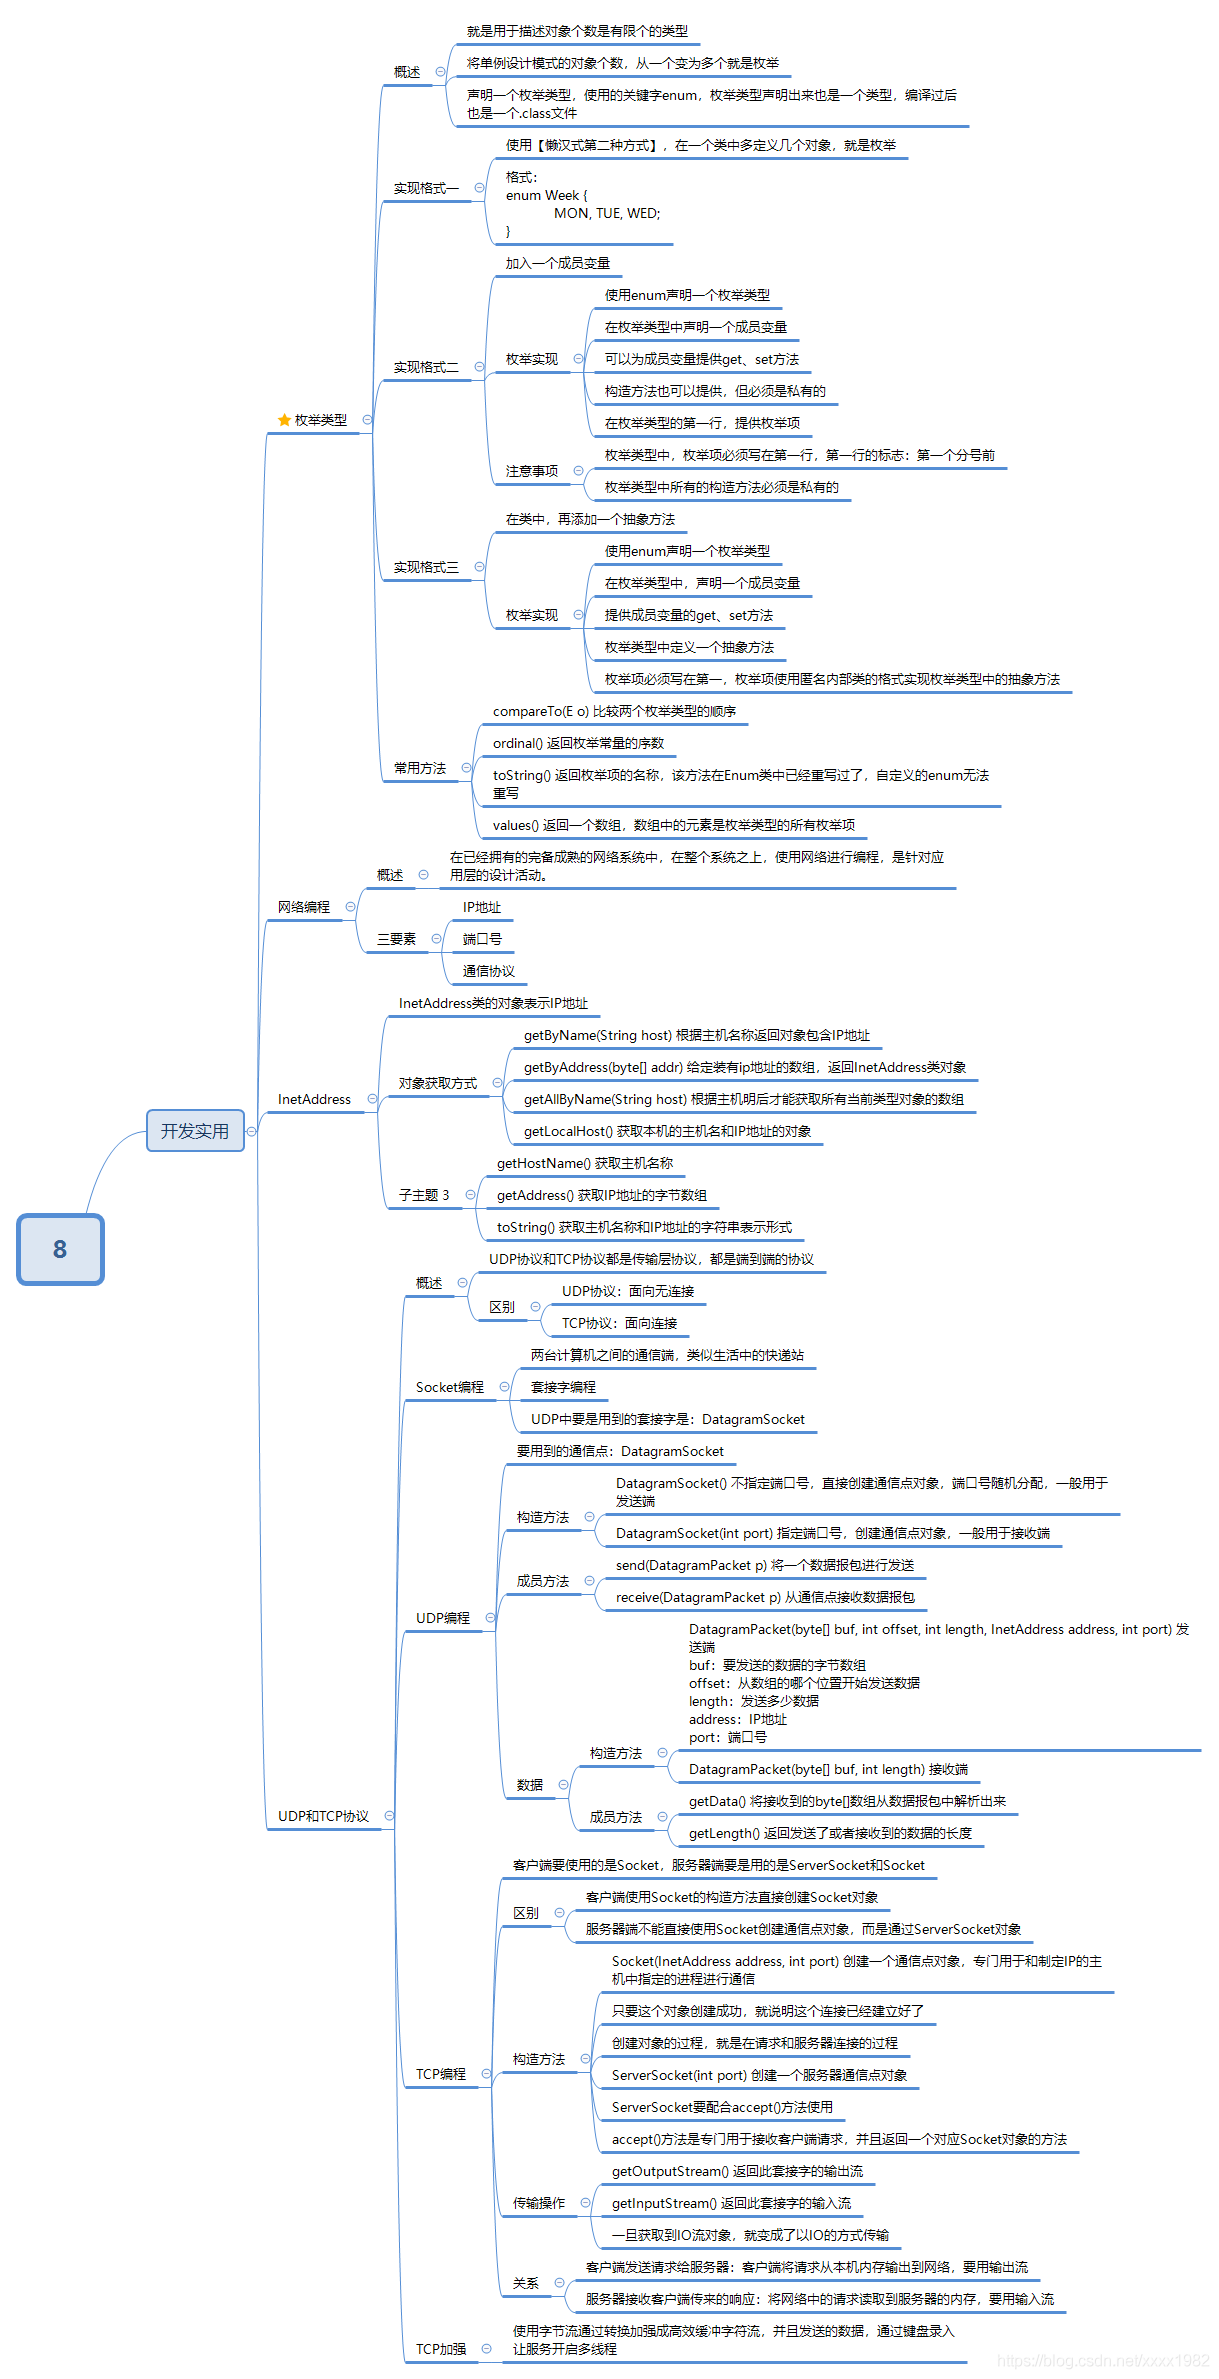 就是用于描述对象个数是有限个的类型
将单例设计模式的对象个数，从一个变为多个就是枚举
概述
声明一个枚举类型，使用的关键字enum，枚举类型声明出来也是一个类型，编译过后
也是一个.class文件
使用【懒汉式第二种方式】，在一个类中多定义几个对象，就是枚举
实现格式一
格式：
enum Week {
MON, TUE, WED;
}
加入一个成员变量
使用enum声明一个枚举类型
在枚举类型中声明一个成员变量
实现格式二
枚举实现
可以为成员变量提供get、set方法
构造方法也可以提供，但必须是私有的
在枚举类型的第一行，提供枚举项
枚举类型
枚举类型中，枚举项必须写在第一行，第一行的标志：第一个分号前
注意事项
枚举类型中所有的构造方法必须是私有的
在类中，再添加一个抽象方法
使用enum声明一个枚举类型
实现格式三
在枚举类型中，声明一个成员变量
枚举实现
提供成员变量的get、set方法
枚举类型中定义一个抽象方法
枚举项必须写在第一，枚举项使用匿名内部类的格式实现枚举类型中的抽象方法
compareTo(E o) 比较两个枚举类型的顺序
ordinal() 返回枚举常量的序数
常用方法
toString() 返回枚举项的名称，该方法在Enum类中已经重写过了，自定义的enum无法
重写
values() 返回一个数组，数组中的元素是枚举类型的所有枚举项
在已经拥有的完备成熟的网络系统中，在整个系统之上，使用网络进行编程，是针对应
用层的设计活动。
概述
网络编程
IP地址
三要素
端口号
通信协议
InetAddress类的对象表示IP地址
getByName(String host) 根据主机名称返回对象包含IP地址
getByAddress(byte[] addr) 给定装有ip地址的数组，返回InetAddress类对象
对象获取方式
InetAddress
getAllByName(String host) 根据主机明后才能获取所有当前类型对象的数组
getLocalHost() 获取本机的主机名和IP地址的对象
开发实用
getHostName() 获取主机名称
子主题 3
getAddress() 获取IP地址的字节数组
toString() 获取主机名称和IP地址的字符串表示形式
8
UDP协议和TCP协议都是传输层协议，都是端到端的协议
概述
区别
UDP协议：面向无连接
TCP协议：面向连接
两台计算机之间的通信端，类似生活中的快递站
Socket编程
套接字编程
UDP中要是用到的套接字是：DatagramSocket
要用到的通信点：DatagramSocket
DatagramSocket() 不指定端口号，直接创建通信点对象，端口号随机分配，一般用于
发送端
构造方法
DatagramSocket(int port) 指定端口号，创建通信点对象，一般用于接收端
send(DatagramPacket p) 将一个数据报包进行发送
成员方法
receive(DatagramPacket p) 从通信点接收数据报包
UDP编程
DatagramPacket(byte[] buf, int offset, int length, InetAddress address, int port) 发
送端
buf：要发送的数据的字节数组
offset：从数组的哪个位置开始发送数据
length：发送多少数据
address：IP地址
port：端口号
构造方法
DatagramPacket(byte[] buf, int length) 接收端
数据
getData() 将接收到的byte[]数组从数据报包中解析出来
成员方法
getLength() 返回发送了或者接收到的数据的长度
UDP和TCP协议
客户端要使用的是Socket，服务器端要是用的是ServerSocket和Socket
客户端使用Socket的构造方法直接创建Socket对象
区别
服务器端不能直接使用Socket创建通信点对象，而是通过ServerSocket对象
Socket(InetAddress address, int port) 创建一个通信点对象，专门用于和制定IP的主
机中指定的进程进行通信
只要这个对象创建成功，就说明这个连接已经建立好了
创建对象的过程，就是在请求和服务器连接的过程
构造方法
TCP编程
ServerSocket(int port) 创建一个服务器通信点对象
ServerSocket要配合accept()方法使用
accept()方法是专门用于接收客户端请求，并且返回一个对应Socket对象的方法
getOutputStream() 返回此套接字的输出流
传输操作
getInputStream() 返回此套接字的输入流
一旦获取到IO流对象，就变成了以IO的方式传输
客户端发送请求给服务器：客户端将请求从本机内存输出到网络，要用输出流
关系
服务器接收客户端传来的响应：将网络中的请求读取到服务器的内存，要用输入流
使用字节流通过转换加强成高效缓冲字符流，并且发送的数据，通过键盘录入
TCP加强
让服务开启多线程
https://blog.csdn.net/xxxx1982